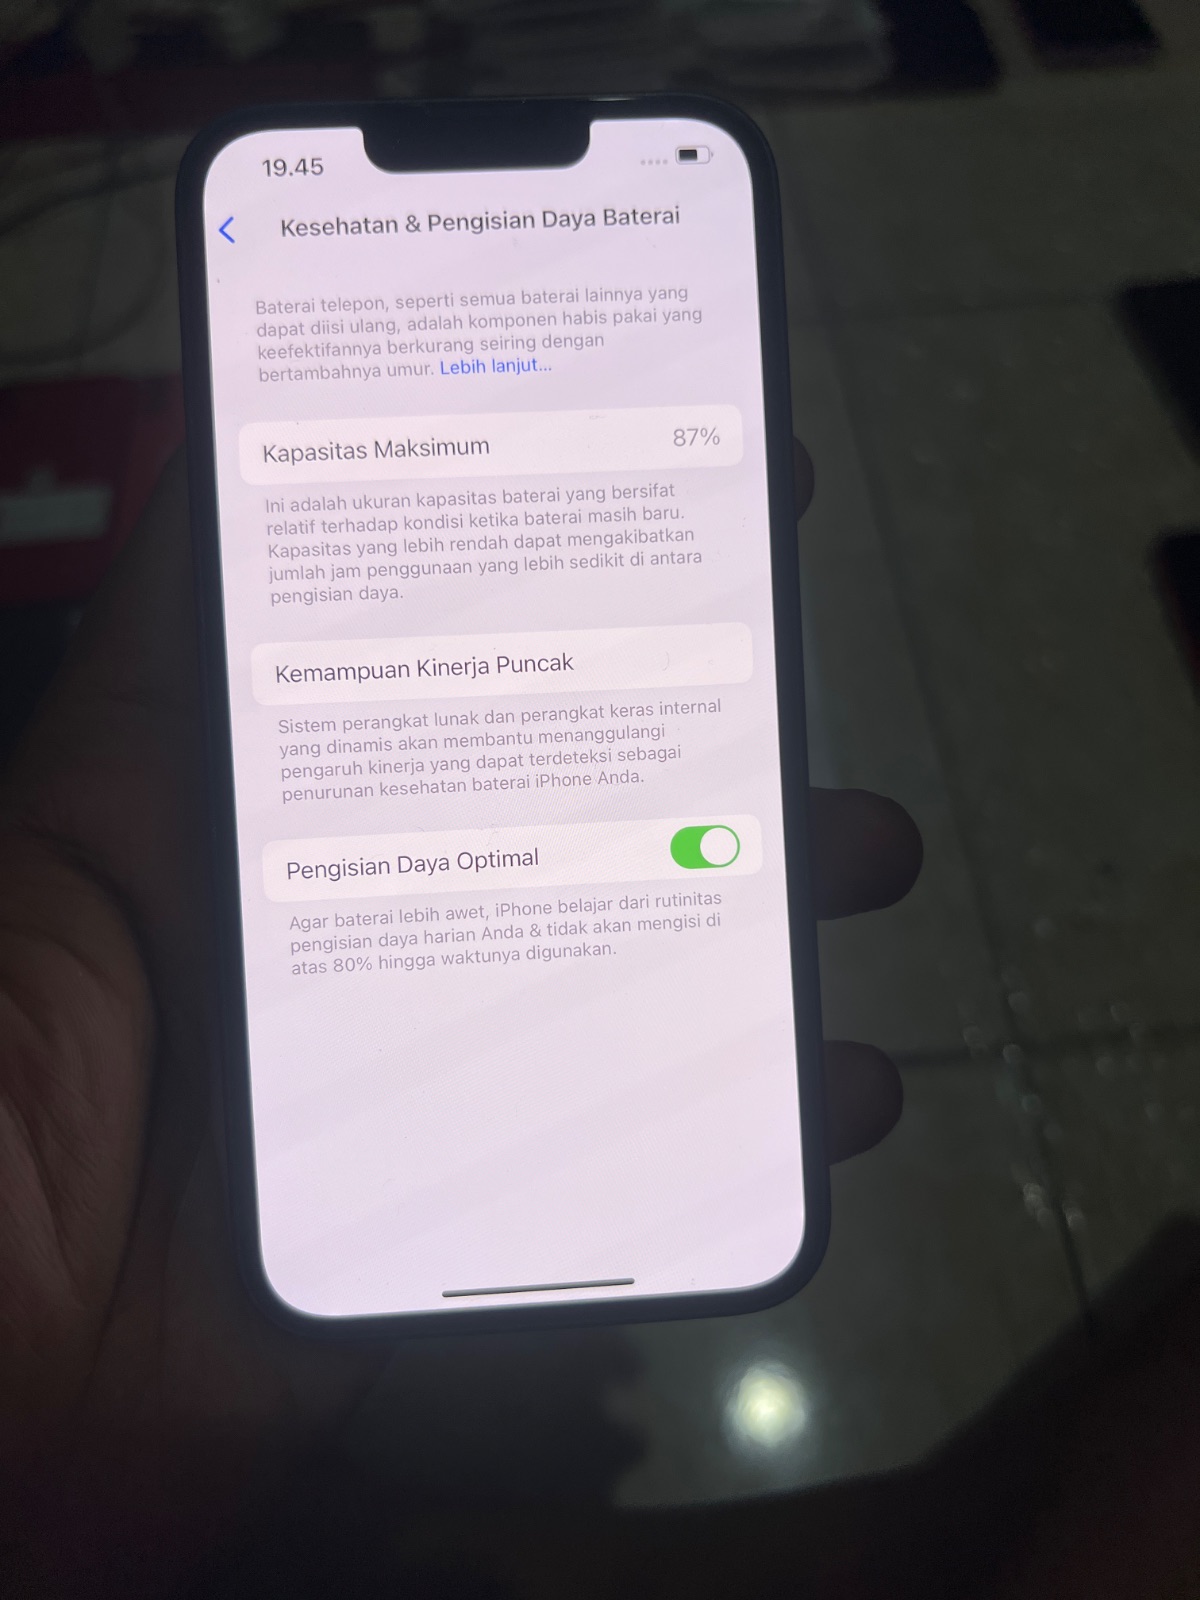 19.45
Kesehatan & Pengisian Daya Baterai
Baterai telepon, seperti semua baterai lainnya yang
dapat diisi ulang, adalah komponen habis pakai yang
keefektifannya berkurang seiring dengan
bertambahnya umur. Lebih lanjut...
Kapasitas Maksimum 87%
Ini adalah ukuran kapasitas baterai yang bersifat
relatif terhadap kondisi ketika baterai masih baru.
Kapasitas yang lebih rendah dapat mengakibatkan
jumlah jam penggunaan yang lebih sedikit di antara
pengisian daya.
Kemampuan Kinerja Puncak
Sistem perangkat lunak dan perangkat keras internal
yang dinamis akan membantu menanggulangi
pengaruh kinerja yang dapat terdeteksi sebagai
penurunan kesehatan baterai iPhone Anda.
Pengisian Daya Optimal
Agar baterai lebih awet, iPhone belajar dari rutinitas
pengisian daya harian Anda & tidak akan mengisi di
atas 80% hingga waktunya digunakan.